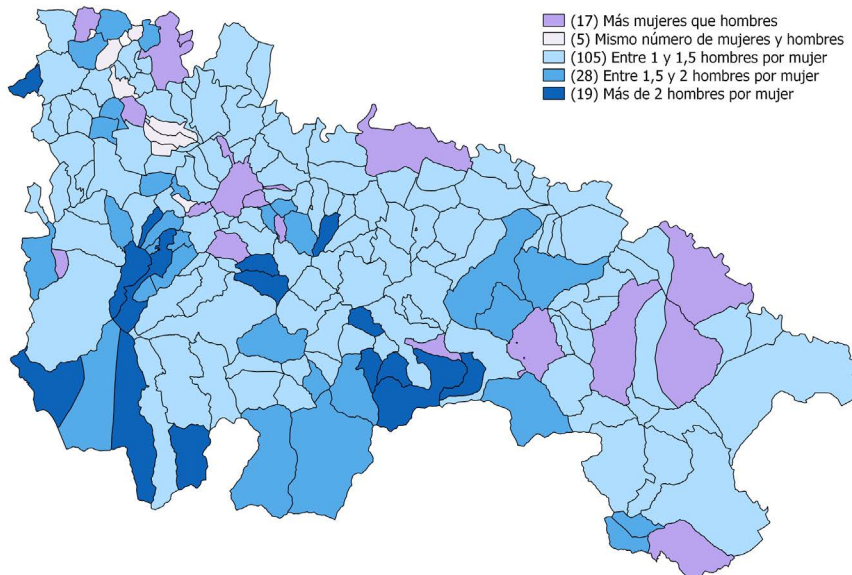 (17) Más mujeres que hombres
(5) Mismo número de mujeres y hombres
(105) Entre 1 y 1,5 hombres por mujer
(28) Entre 1,5 y 2 hombres por mujer
(19) Más de 2 hombres por mujer